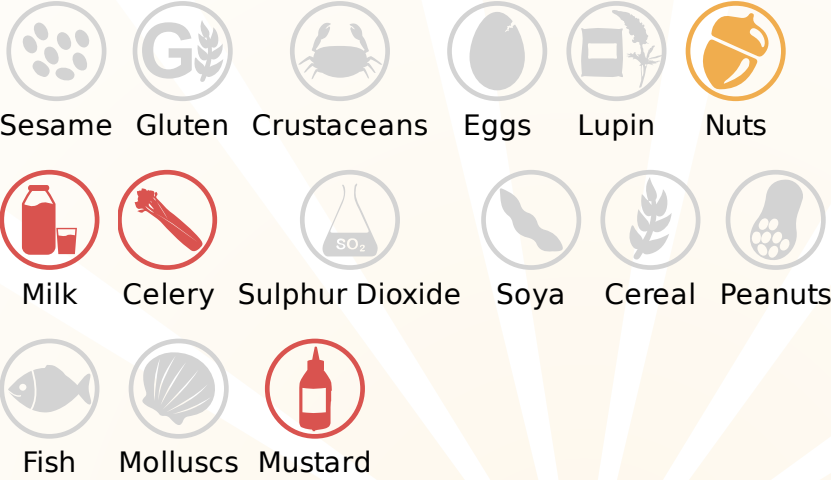 G
Sesame Gluten Crustaceans Eggs Lupin Nuts
SO₂
Milk Celery Sulphur Dioxide Soya Cereal Peanuts
Fish Molluscs Mustard